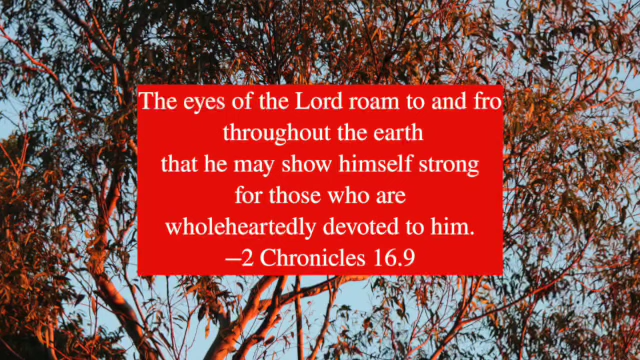 The eyes of the Lord roam to and fro
throughout the earth
that he may show himself strong
for those who are
wholeheartedly devoted to him.
—2 Chronicles 16.9